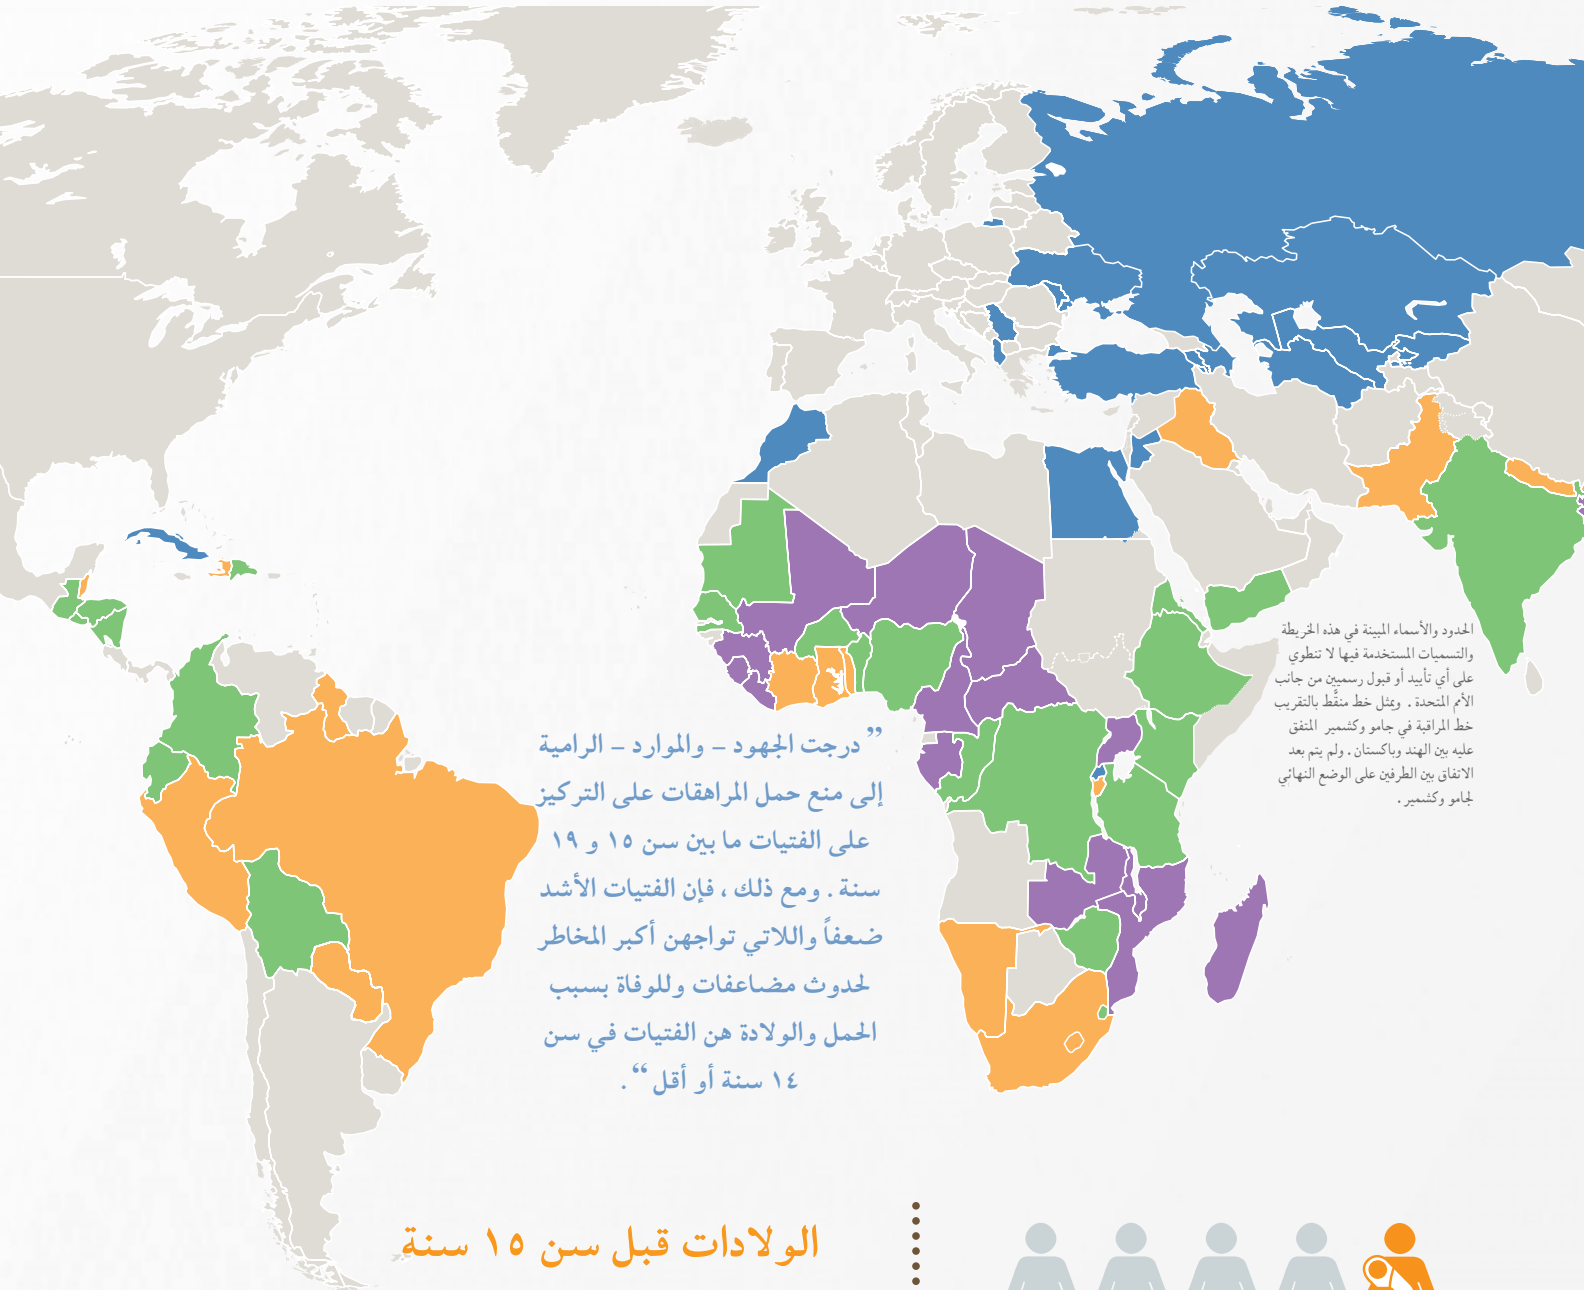 الحدود والأسماء المبينة في هذه الخريطة
والتسميات المستخدمة فيها لا تنطوي
على أي تأييد أو قبول رسميين من جانب
الأمم المتحدة . ويمثل خط منقَّط بالتقريب
خط المراقبة في جامو وكشمير المتفق
عليه بين الهند وباكستان . ولم يتم بعد
الاتفاق بين الطرفين على الوضع النهائي
لجامو وكشمير .
”درجت الجهود – والموارد – الرامية
إلى منع حمل المراهقات على التركيز
على الفتيات ما بين سن ١٥ و ١٩
سنة . ومع ذلك ، فإن الفتيات الأشد
ضعفاً واللاتي تواجهن أكبر المخاطر
لحدوث مضاعفات وللوفاة بسبب
الحمل والولادة هن الفتيات في سن
١٤ سنة أو أقل“ .
الولادات قبل سن ١٥ سنة